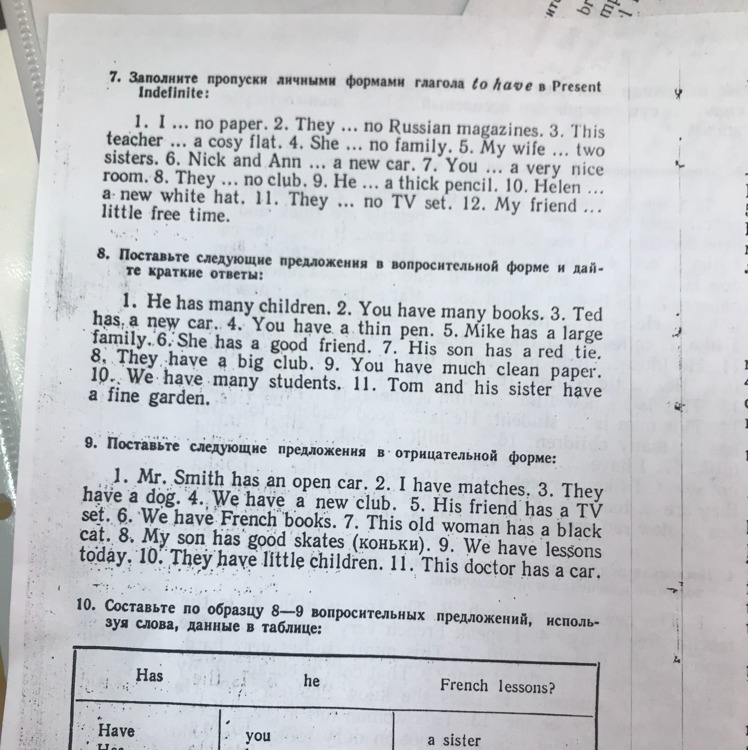 br
7. Заполните пропуски личными формами глагола to have в Present
Indefinite:
1. I ... no paper. 2. They ... no Russian magazines. 3. This
teacher ... a cosy flat. 4. She ... no family. 5. My wife ... two
sisters. 6. Nick and Ann ... a new car. 7. You ... a very nice
room. 8. They ... no club. 9. He ... a thick pencil. 10. Helen ...
a new white hat. 11. They ... no TV set. 12. My friend ...
little free time.
8. Поставьте следующие предложения в вопросительной форме и дай-
те краткие ответы:
1. He has many children. 2. You have many books. 3. Ted
has a new car. 4. You have a thin pen. 5. Mike has a large
family. 6. She has a good friend. 7. His son has a red tie.
8. They have a big club. 9. You have much clean paper.
10. We have many students. 11. Tom and his sister have
a fine garden.
9. Поставьте следующие предложения в отрицательной форме:
1. Mr. Smith has an open car. 2. I have matches. 3. They
have a dog. 4. We have a new club. 5. His friend has a TV
set. 6. We have French books. 7. This old woman has a black
cat. 8. My son has good skates (коньки). 9. We have lessons
today. 10. They have little children. 11. This doctor has a car.
10. Составьте по образцу 8—9 вопросительных предложений, исполь-
зуя слова, данные в таблице:
Has he French lessons?
Have you a sister